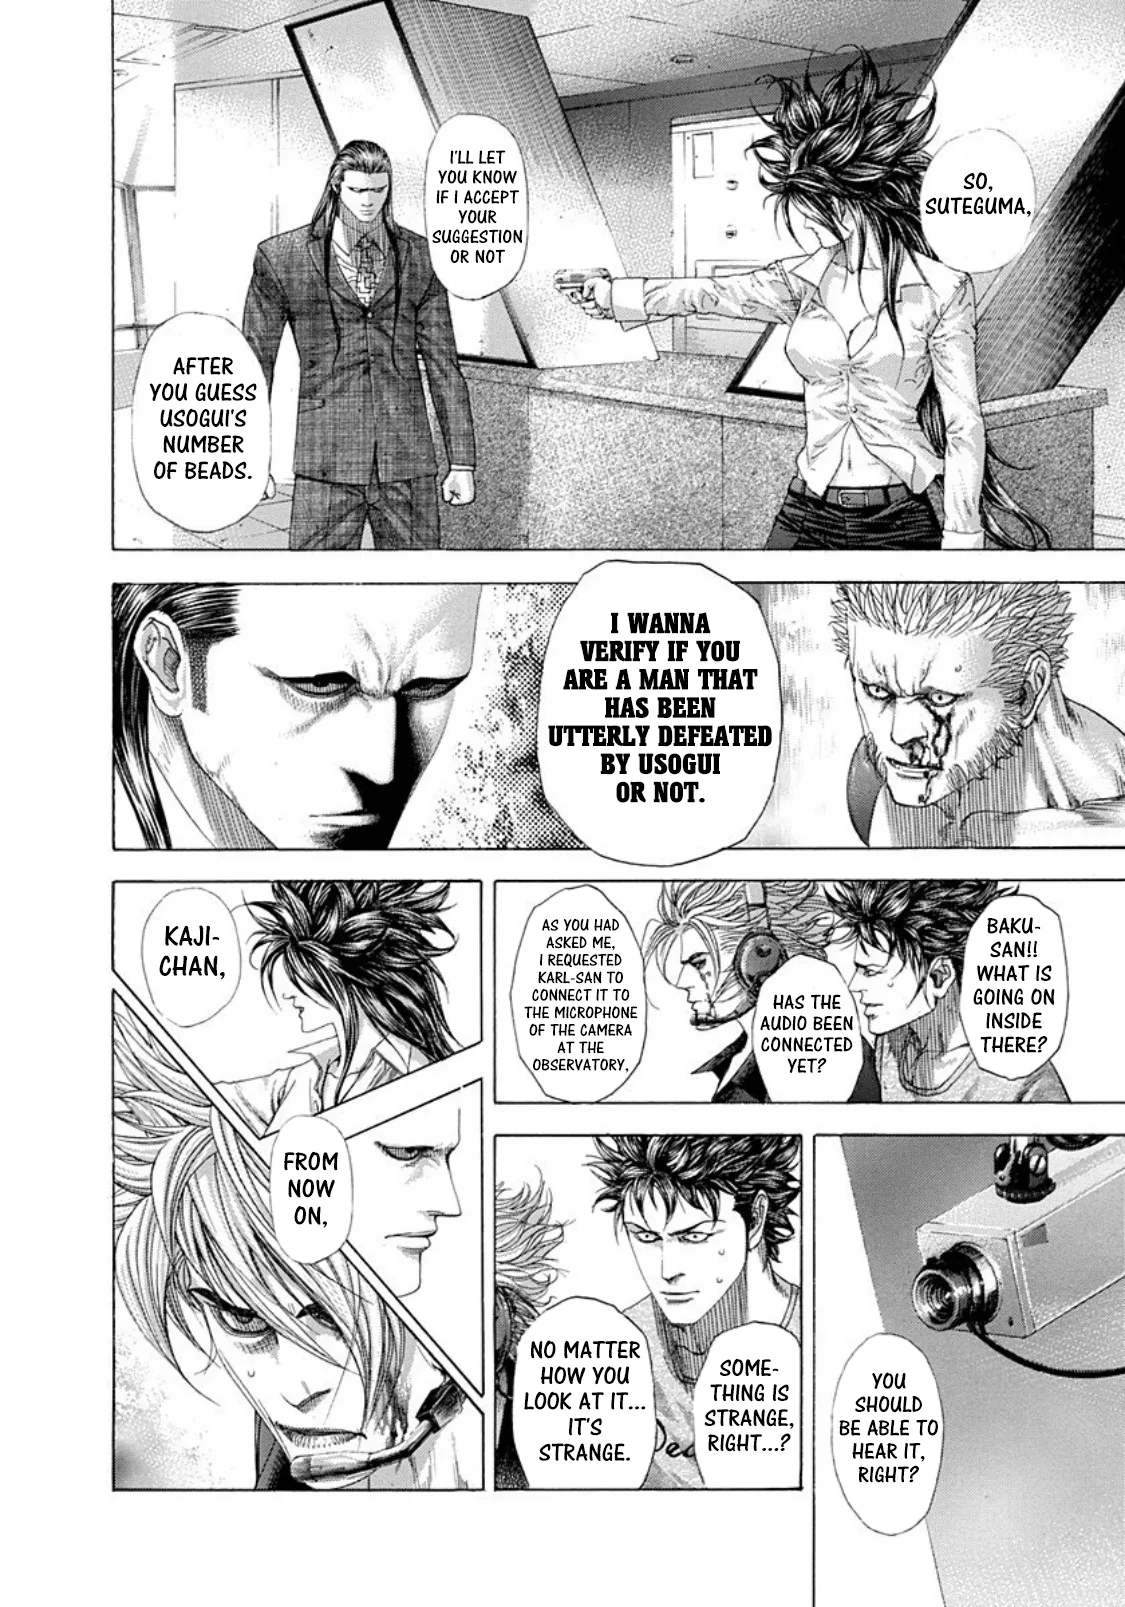 SO,
SUTEGUMA,
I'LL LET
YOU KNOW
IF I ACCEPT
YOUR
SUGGESTION
OR NOT
AFTER
YOU GUESS
USOGUI'S
NUMBER
OF BEADS.
I WANNA
VERIFY IF YOU
ARE A MAN THAT
HAS BEEN
UTTERLY DEFEATED
BY USOGUI
OR NOT.
BAKU-
SAN!!
WHAT IS
GOING ON
INSIDE
THERE?
HAS THE
AUDIO BEEN
CONNECTED
YET?
AS YOU HAD
ASKED ME,
I REQUESTED
KARL-SAN TO
CONNECT IT TO
THE MICROPHONE
OF THE CAMERA
AT THE
OBSERVATORY,
YOU
SHOULD
BE ABLE TO
HEAR IT,
RIGHT?
SOME-
THING IS
STRANGE,
RIGHT...?
NO MATTER
HOW YOU
LOOK AT IT...
IT'S
STRANGE.
KAJI-
CHAN,
FROM
NOW
ON,